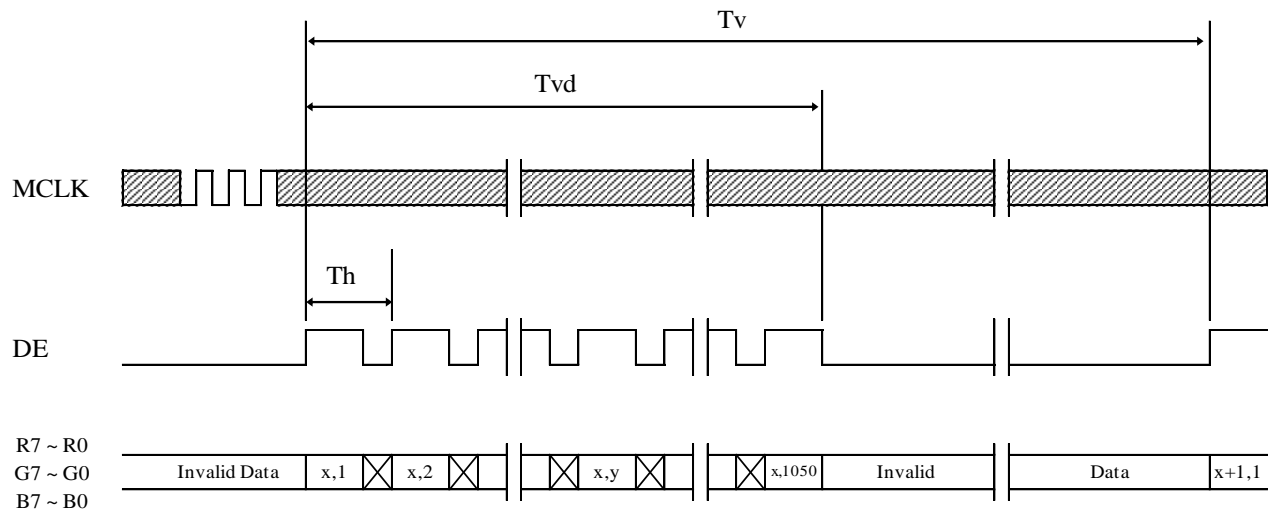 Tv
Tvd
MCLK
Th
DE
R7 ~ R0
G7 ~ G0
B7 ~ B0
Invalid Data x,1 x,2 x,y x,1050 Invalid Data x+1,1